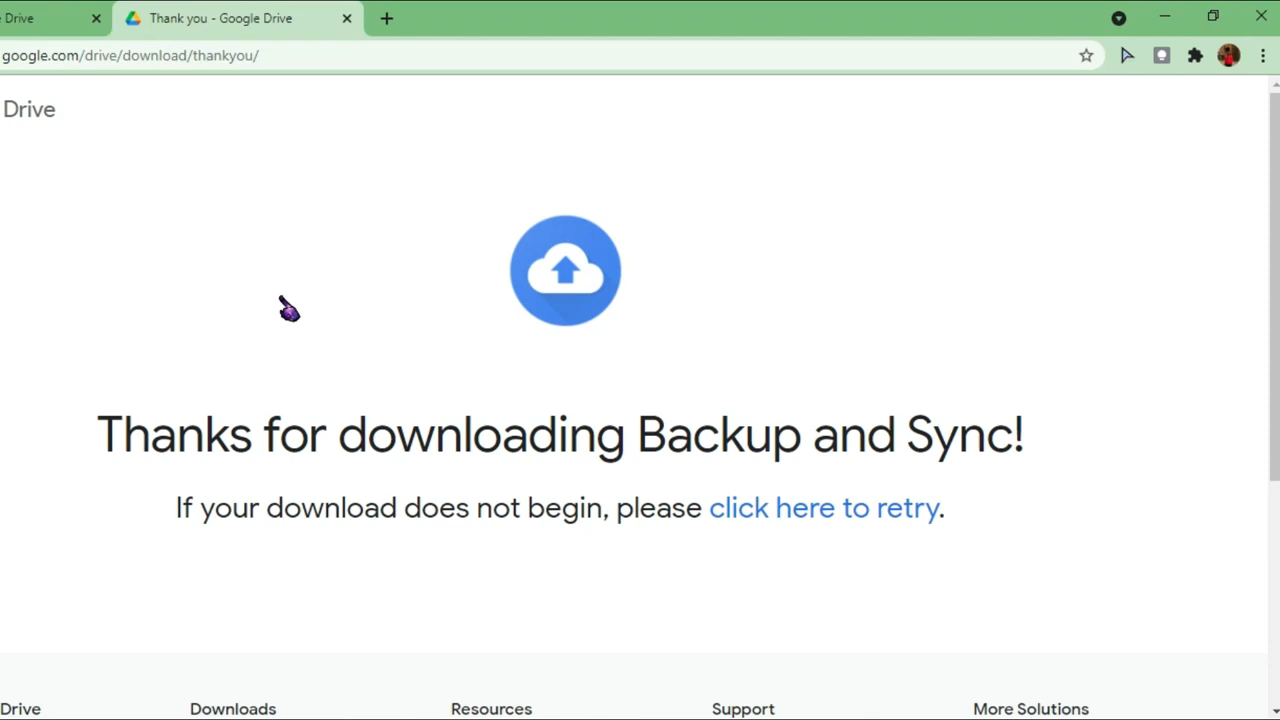 Drive
Thank you - Google Drive
google.com/drive/download/thankyou/
Drive
Thanks for downloading Backup and Sync!
If your download does not begin, please click here to retry.
Drive
Downloads
Resources
Support
More Solutions